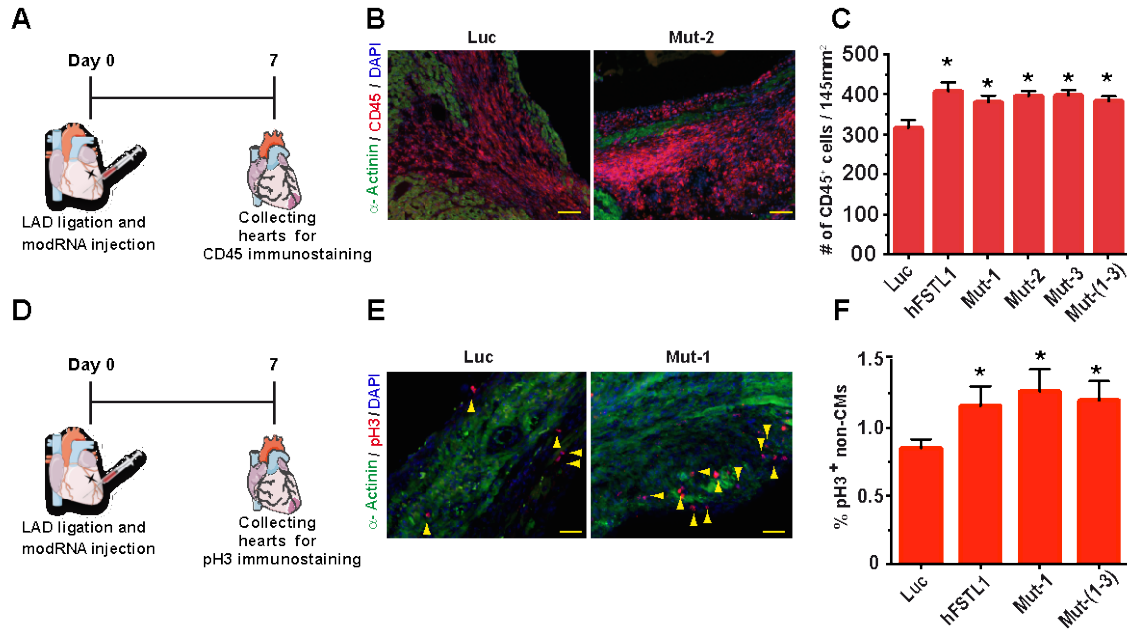 A
Day 0
7
LAD ligation and
modRNA injection
Collecting
hearts for
CD45 immunostaining
B
Luc
Mut-2
α- Actinin / CD45 / DAPI
C
# of CD45⁺ cells / 145mm²
500
400
300
200
100
00
* * * * *
Luc
hFSTL1
Mut-1
Mut-2
Mut-3
Mut-(1-3)
D
Day 0
7
LAD ligation and
modRNA injection
Collecting
hearts for
pH3 immunostaining
E
Luc
Mut-1
α- Actinin / pH3 / DAPI
F
% pH3⁺ non-CMs
1.5
1.0
0.5
0
* * *
Luc
hFSTL1
Mut-1
Mut-(1-3)